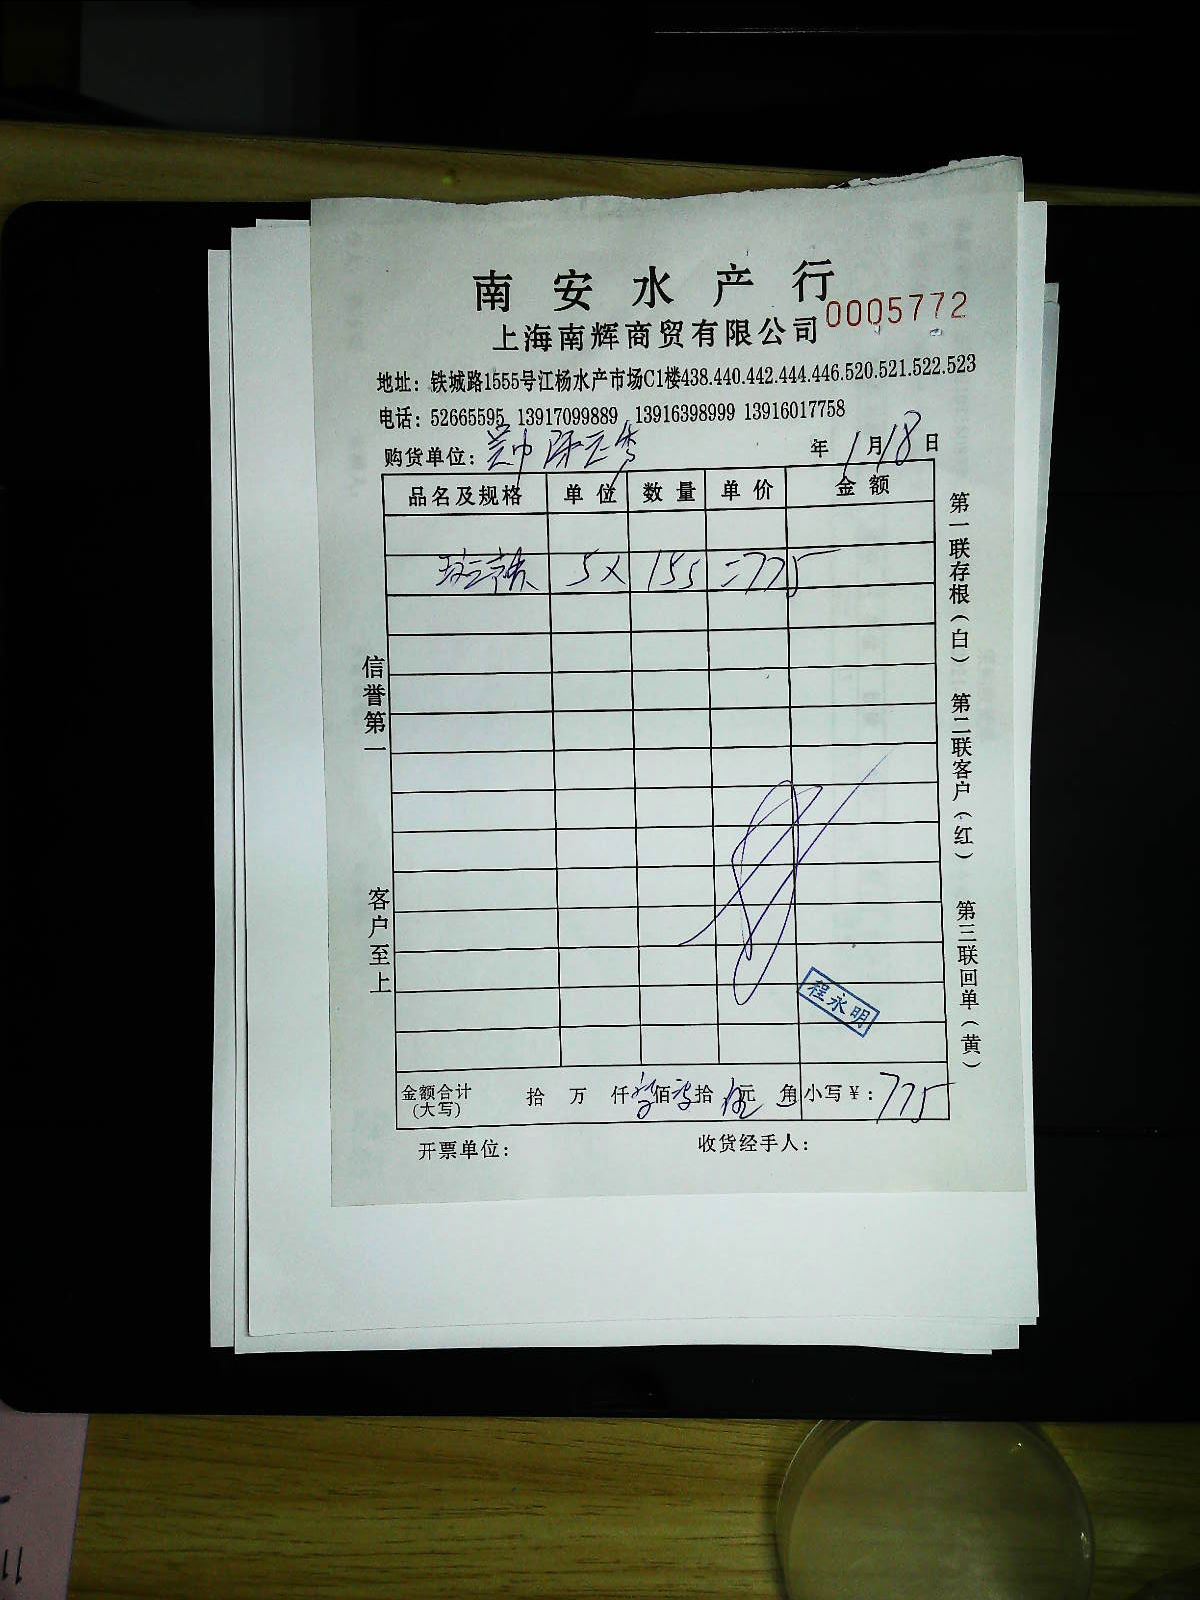 南安水产行
0005772
上海南辉商贸有限公司
地址：铁城路1555号江杨水产市场C1楼438.440.442.444.446.520.521.522.523
电话：52665595 13917099889 13916398999 13916017758
购货单位：
年1月18日
品名及规格 单位 数量 单价 金额
5× 155 =775
信誉第一
客户至上
第一联存根（白） 第二联客户（红） 第三联回单（黄）
程永明
金额合计（大写） 拾 万 仟 佰 拾 元 角 小写¥：775
开票单位： 收货经手人：
11